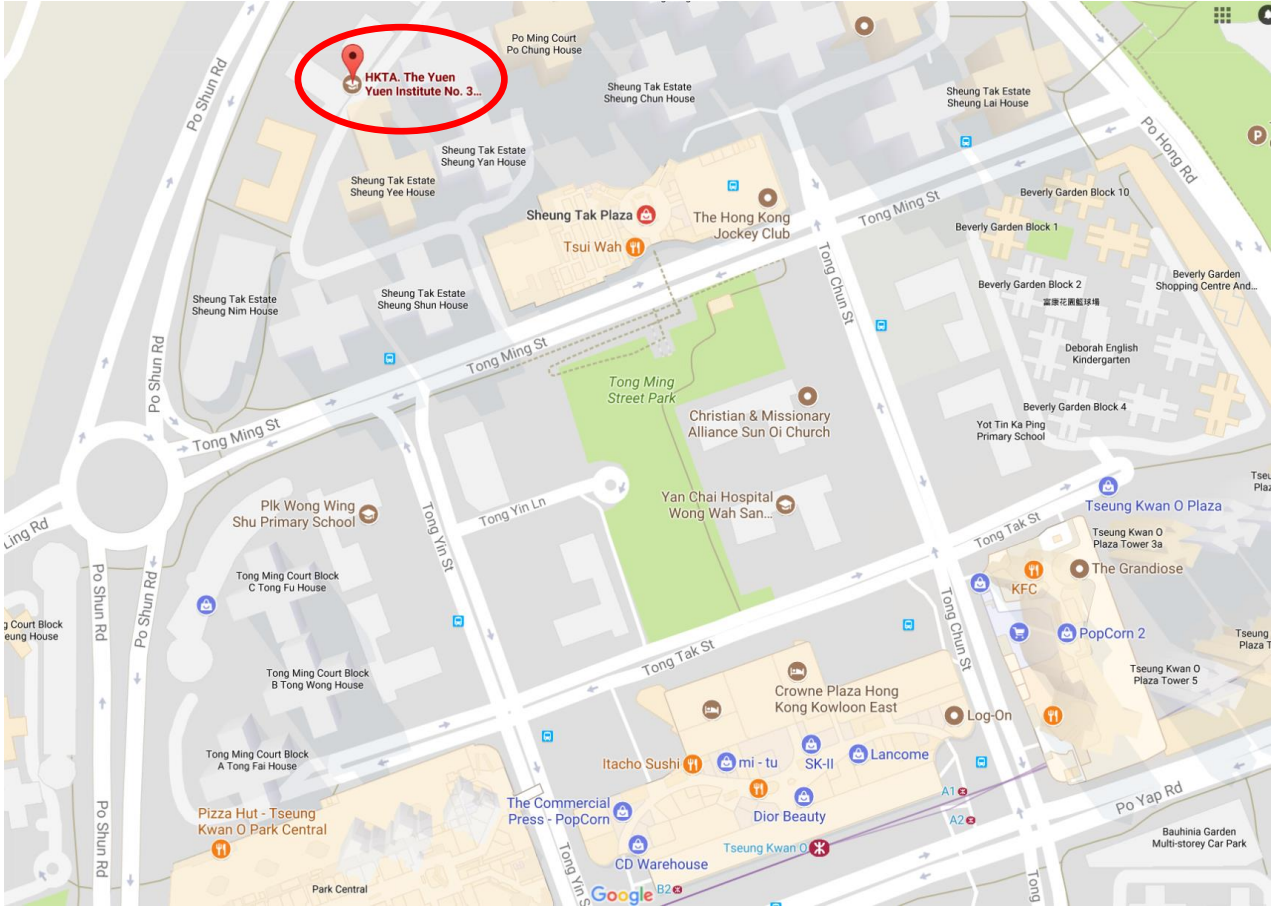 Po Ming Court
Po Chung House
HKTA. The Yuen
Yuen Institute No. 3...
Po Shun Rd
Sheung Tak Estate
Sheung Chun House
Sheung Tak Estate
Sheung Lai House
P
Po Hong Rd
Sheung Tak Estate
Sheung Yan House
Sheung Tak Estate
Sheung Yee House
Sheung Tak Plaza
The Hong Kong
Jockey Club
Tsui Wah
Tong Ming St
Beverly Garden Block 10
Beverly Garden Block 1
Tong Chun St
Beverly Garden
Shopping Centre And...
Beverly Garden Block 2
富康花園籃球場
Sheung Tak Estate
Sheung Nim House
Sheung Tak Estate
Sheung Shun House
Tong Ming St
Po Shun Rd
Deborah English
Kindergarten
Tong Ming
Street Park
Christian & Missionary
Alliance Sun Oi Church
Beverly Garden Block 4
Yot Tin Ka Ping
Primary School
Tong Ming St
Ling Rd
Plk Wong Wing
Shu Primary School
Tong Yin Ln
Tong Yin St
Yan Chai Hospital
Wong Wah San...
Tseung Kwan O Plaza
Tong Tak St
Tseung Kwan O
Plaza Tower 3a
The Grandiose
KFC
Po Shun Rd
Po Shun Rd
Tong Ming Court Block
C Tong Fu House
Tong Chun St
PopCorn 2
Tong Tak St
Tong Ming Court Block
B Tong Wong House
Tseung Kwan O
Plaza Tower 5
Crowne Plaza Hong
Kong Kowloon East
Log-On
Tong Ming Court Block
A Tong Fai House
Itacho Sushi
mi - tu
SK-II
Lancome
The Commercial
Press - PopCorn
Dior Beauty
A1
A2
Po Yap Rd
Pizza Hut - Tseung
Kwan O Park Central
Po Shun Rd
Tseung Kwan O
CD Warehouse
Bauhinia Garden
Multi-storey Car Park
Park Central
Tong Yin S
Google
B2
Tong